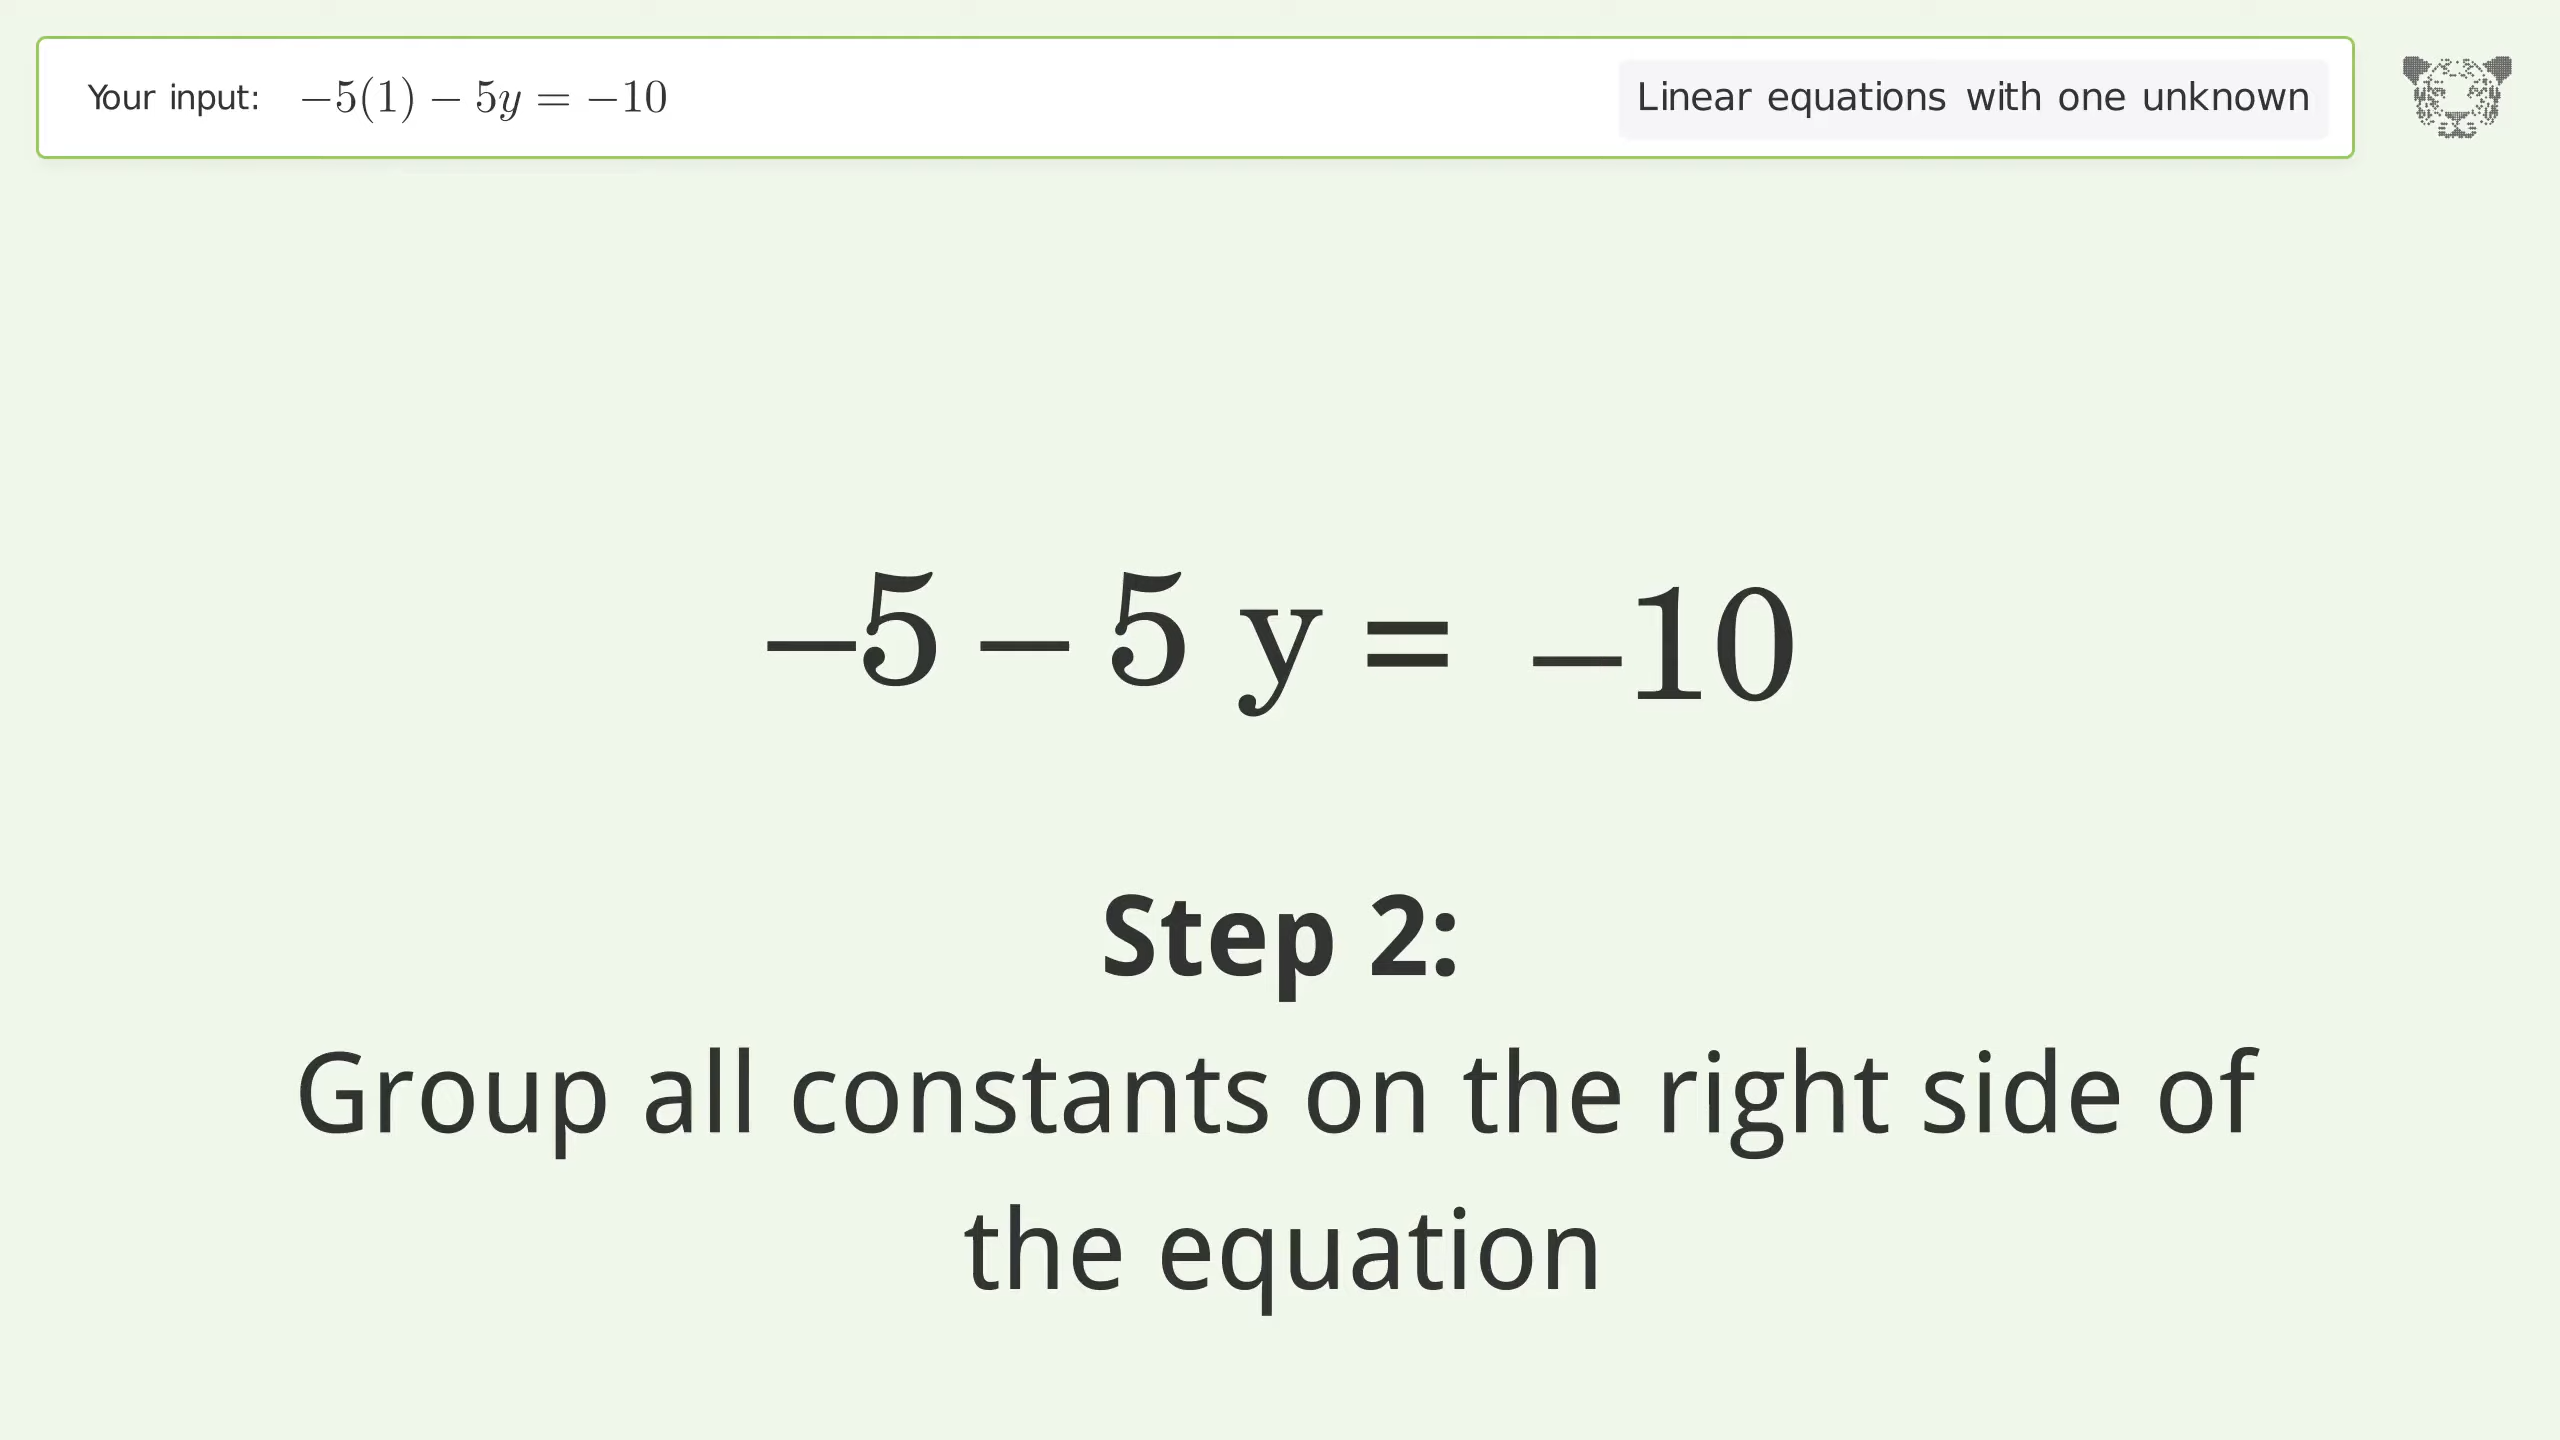 Your input: −5(1) − 5y = −10
Linear equations with one unknown
−5 − 5 y = −10
Step 2:
Group all constants on the right side of
the equation